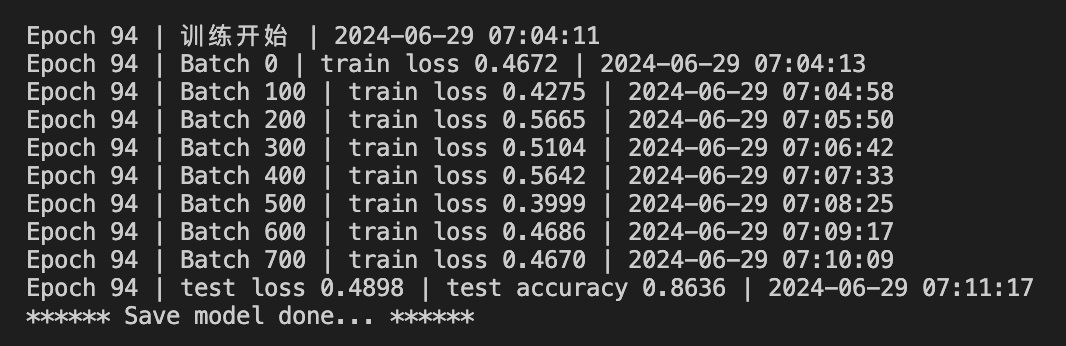 Epoch 94 | 训练开始 | 2024-06-29 07:04:11
Epoch 94 | Batch 0 | train loss 0.4672 | 2024-06-29 07:04:13
Epoch 94 | Batch 100 | train loss 0.4275 | 2024-06-29 07:04:58
Epoch 94 | Batch 200 | train loss 0.5665 | 2024-06-29 07:05:50
Epoch 94 | Batch 300 | train loss 0.5104 | 2024-06-29 07:06:42
Epoch 94 | Batch 400 | train loss 0.5642 | 2024-06-29 07:07:33
Epoch 94 | Batch 500 | train loss 0.3999 | 2024-06-29 07:08:25
Epoch 94 | Batch 600 | train loss 0.4686 | 2024-06-29 07:09:17
Epoch 94 | Batch 700 | train loss 0.4670 | 2024-06-29 07:10:09
Epoch 94 | test loss 0.4898 | test accuracy 0.8636 | 2024-06-29 07:11:17
****** Save model done... ******